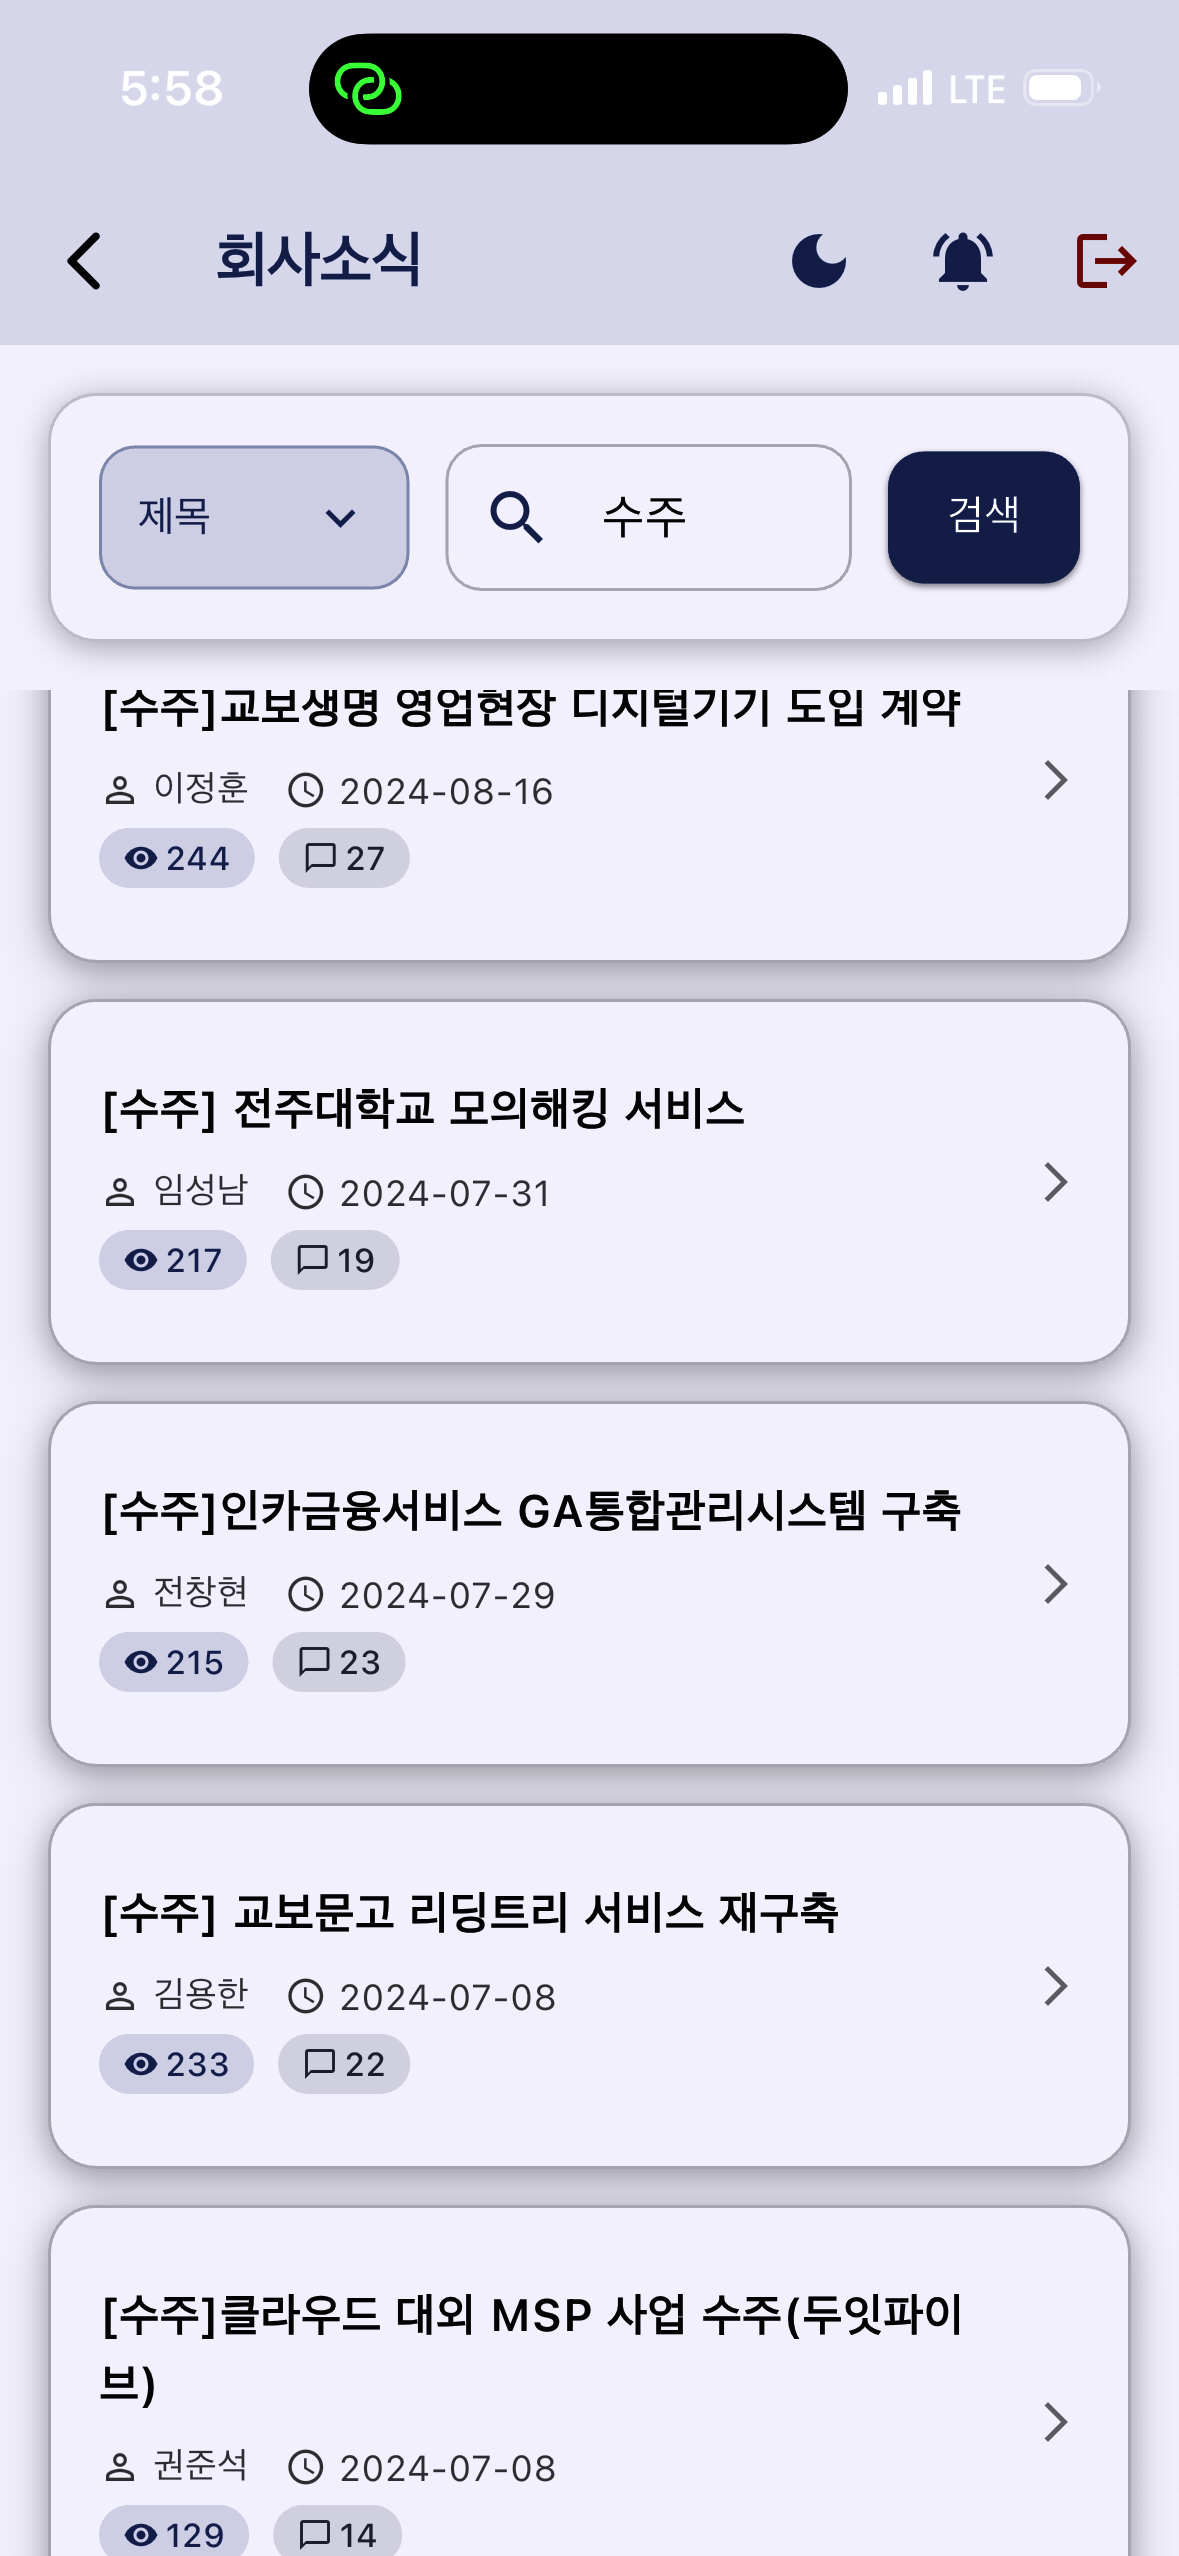 5:58
LTE
회사소식
제목
수주
검색
[수주]교보생명 영업현장 디지털기기 도입 계약
이정훈 2024-08-16
244 27
[수주] 전주대학교 모의해킹 서비스
임성남 2024-07-31
217 19
[수주]인카금융서비스 GA통합관리시스템 구축
전창현 2024-07-29
215 23
[수주] 교보문고 리딩트리 서비스 재구축
김용한 2024-07-08
233 22
[수주]클라우드 대외 MSP 사업 수주(두잇파이
브)
권준석 2024-07-08
129 14